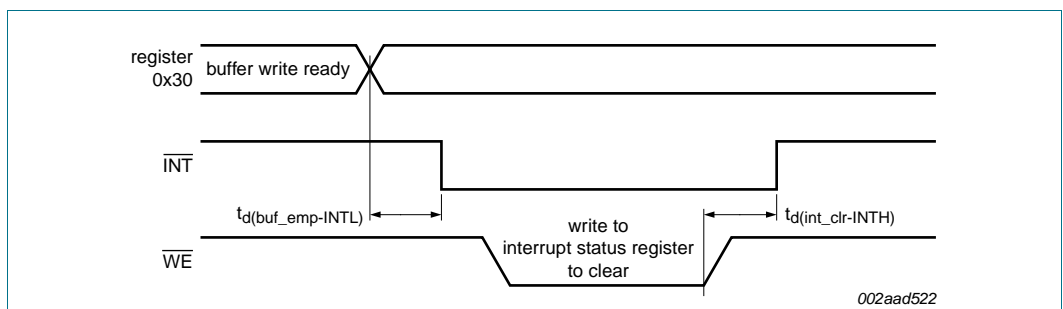 register
0x30
buffer write ready
INT
td(buf_emp-INTL)
write to
interrupt status register
to clear
td(int_clr-INTH)
WE
002aad522